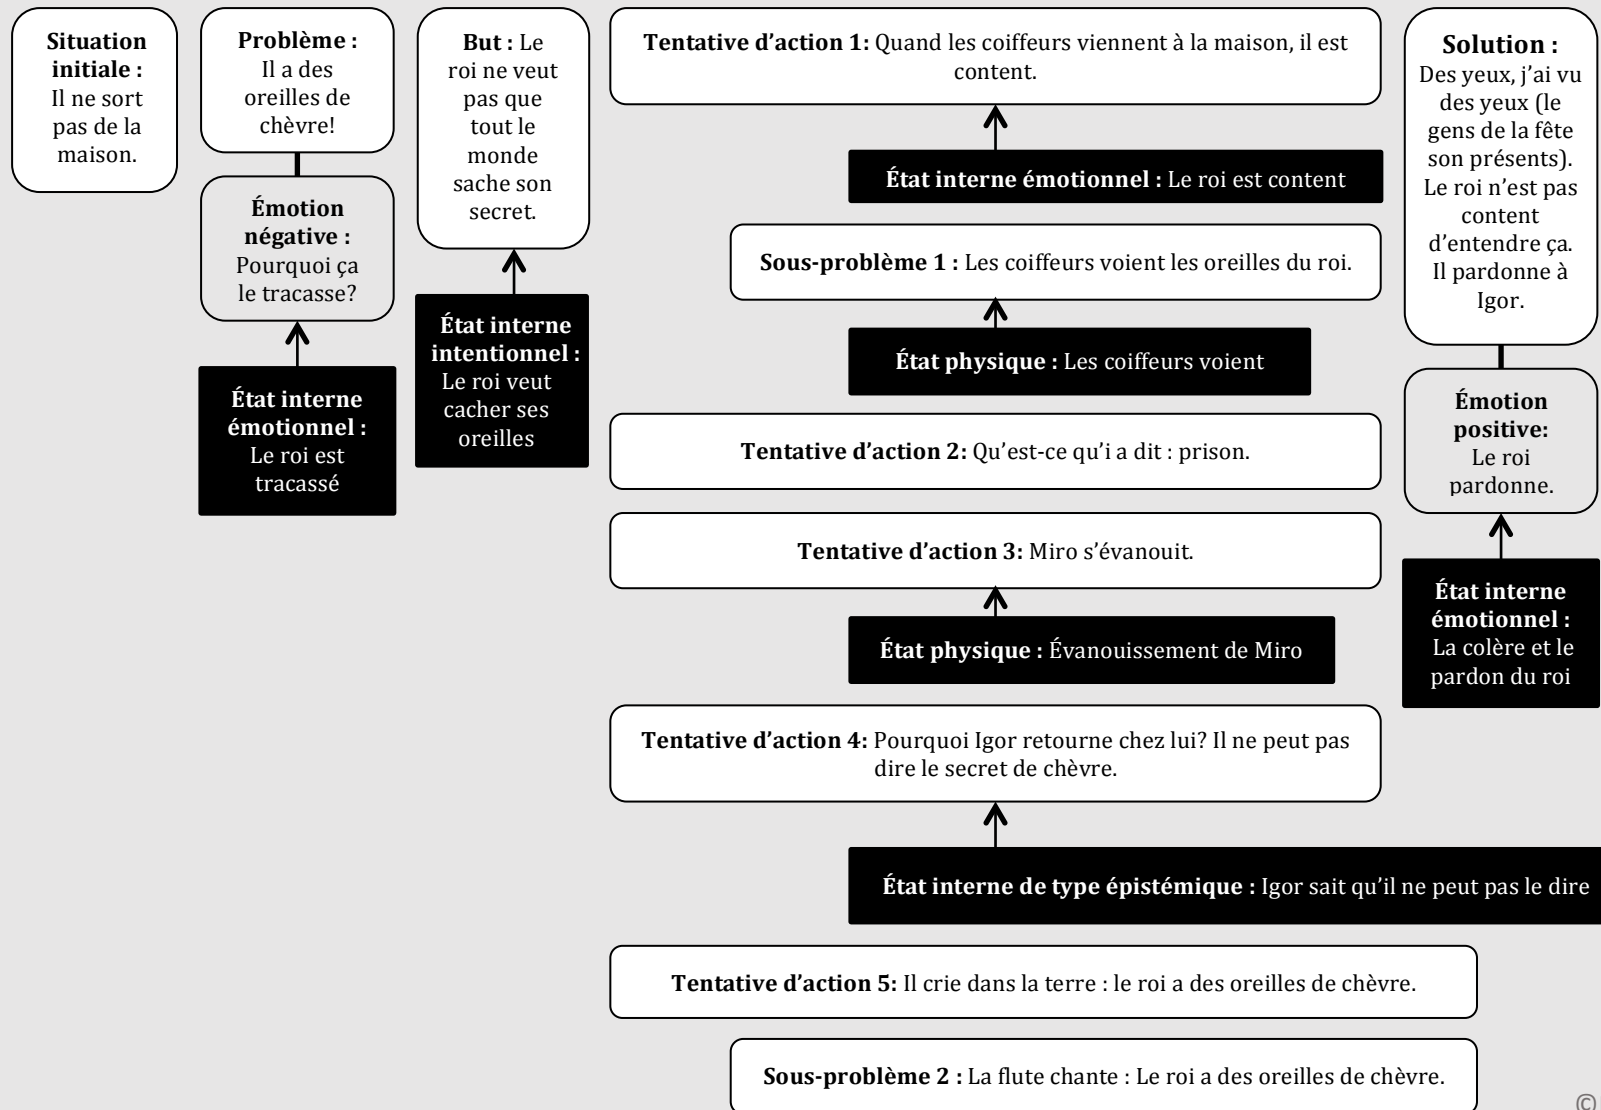 Situation
initiale :
Il ne sort
pas de la
maison.
Problème :
Il a des
oreilles de
chèvre!
Émotion
négative :
Pourquoi ça
le tracasse?
État interne
émotionnel :
Le roi est
tracassé
But : Le
roi ne veut
pas que
tout le
monde
sache son
secret.
État interne
intentionnel :
Le roi veut
cacher ses
oreilles
Tentative d’action 1: Quand les coiffeurs viennent à la maison, il est
content.
État interne émotionnel : Le roi est content
Sous-problème 1 : Les coiffeurs voient les oreilles du roi.
État physique : Les coiffeurs voient
Tentative d’action 2: Qu’est-ce qu’i a dit : prison.
Tentative d’action 3: Miro s’évanouit.
État physique : Évanouissement de Miro
Tentative d’action 4: Pourquoi Igor retourne chez lui? Il ne peut pas
dire le secret de chèvre.
État interne de type épistémique : Igor sait qu’il ne peut pas le dire
Tentative d’action 5: Il crie dans la terre : le roi a des oreilles de chèvre.
Sous-problème 2 : La flute chante : Le roi a des oreilles de chèvre.
Solution :
Des yeux, j’ai vu
des yeux (le
gens de la fête
son présents).
Le roi n’est pas
content
d’entendre ça.
Il pardonne à
Igor.
Émotion
positive:
Le roi
pardonne.
État interne
émotionnel :
La colère et le
pardon du roi
©